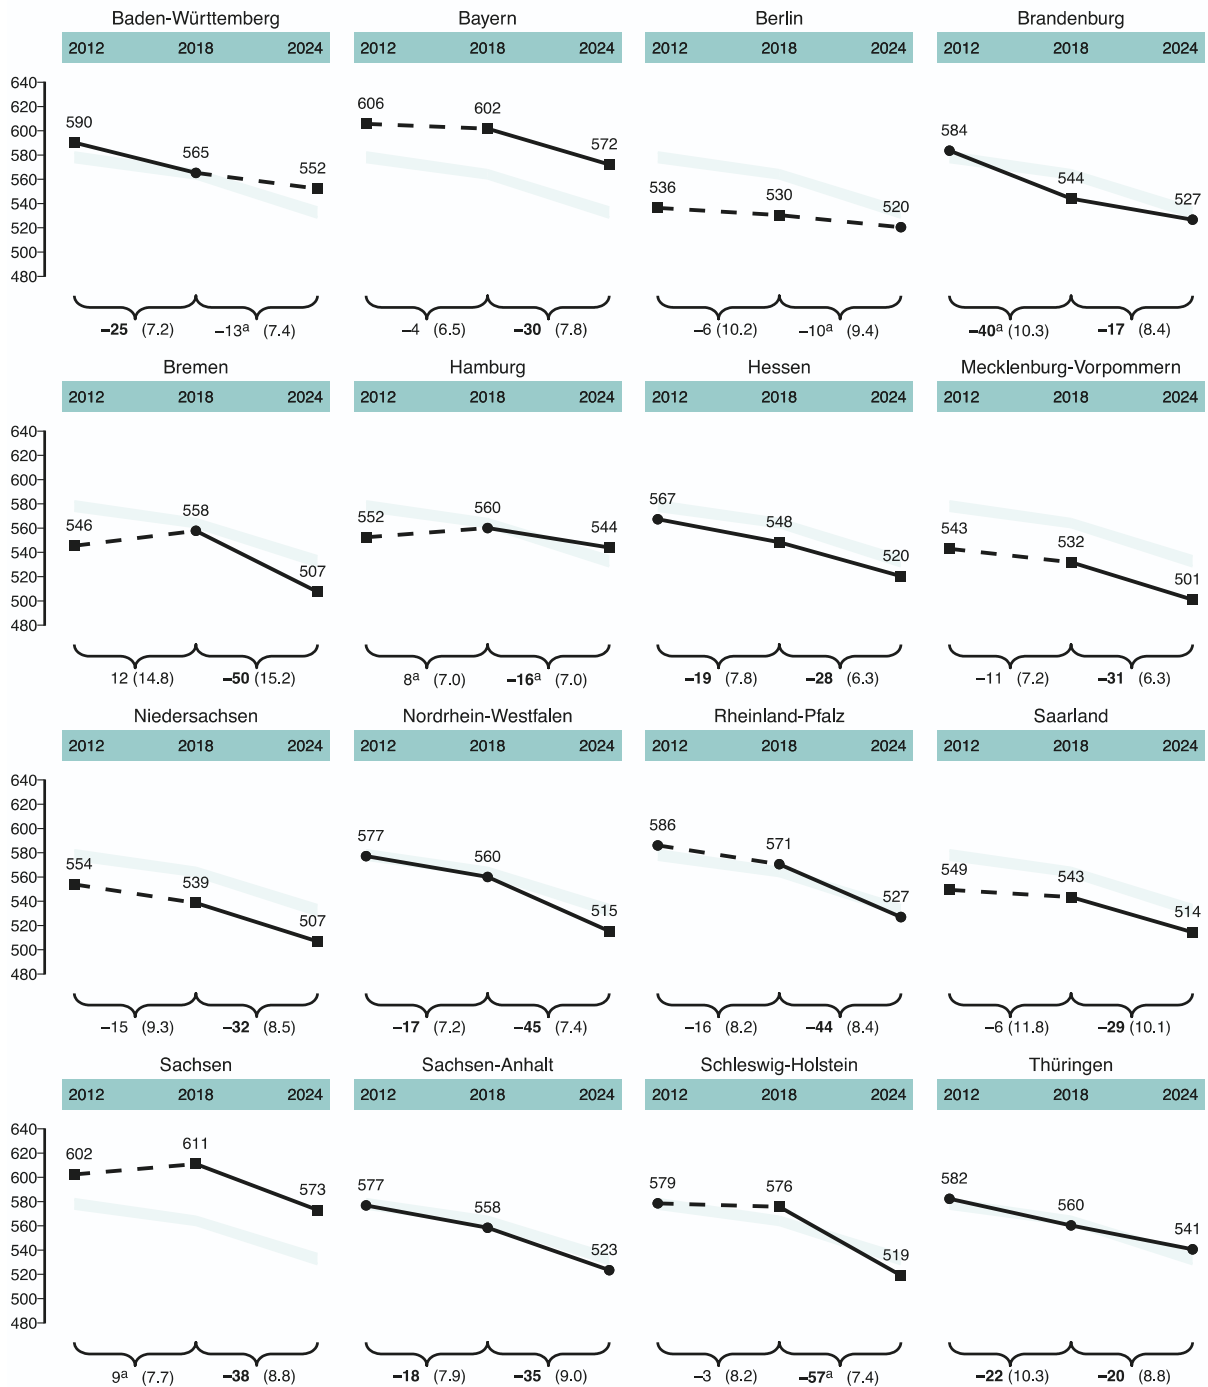 Baden-Württemberg Bayern Berlin Brandenburg
2012 2018 2024 2012 2018 2024 2012 2018 2024 2012 2018 2024
640
620
600
580
560
540
520
500
480
590 565 552
606 602 572
536 530 520
584 544 527
–25 (7.2) –13ᵃ (7.4) –4 (6.5) –30 (7.8) –6 (10.2) –10ᵃ (9.4) –40ᵃ (10.3) –17 (8.4)
Bremen Hamburg Hessen Mecklenburg-Vorpommern
2012 2018 2024 2012 2018 2024 2012 2018 2024 2012 2018 2024
640
620
600
580
560
540
520
500
480
546 558 507
552 560 544
567 548 520
543 532 501
12 (14.8) –50 (15.2) 8ᵃ (7.0) –16ᵃ (7.0) –19 (7.8) –28 (6.3) –11 (7.2) –31 (6.3)
Niedersachsen Nordrhein-Westfalen Rheinland-Pfalz Saarland
2012 2018 2024 2012 2018 2024 2012 2018 2024 2012 2018 2024
640
620
600
580
560
540
520
500
480
554 539 507
577 560 515
586 571 527
549 543 514
–15 (9.3) –32 (8.5) –17 (7.2) –45 (7.4) –16 (8.2) –44 (8.4) –6 (11.8) –29 (10.1)
Sachsen Sachsen-Anhalt Schleswig-Holstein Thüringen
2012 2018 2024 2012 2018 2024 2012 2018 2024 2012 2018 2024
640
620
600
580
560
540
520
500
480
602 611 573
577 558 523
579 576 519
582 560 541
9ᵃ (7.7) –38 (8.8) –18 (7.9) –35 (9.0) –3 (8.2) –57ᵃ (7.4) –22 (10.3) –20 (8.8)